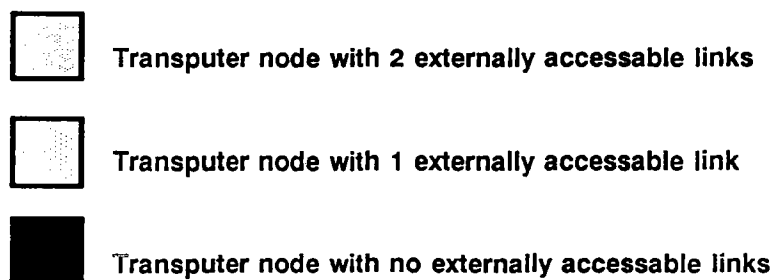 Transputer node with 2 externally accessable links
Transputer node with 1 externally accessable link
Transputer node with no externally accessable links